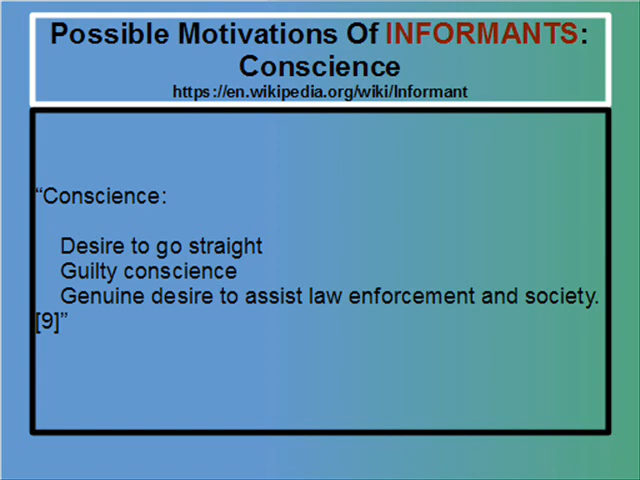 Possible Motivations Of INFORMANTS:
Conscience
https://en.wikipedia.org/wiki/Informant
“Conscience:
Desire to go straight
Guilty conscience
Genuine desire to assist law enforcement and society.
[9]”